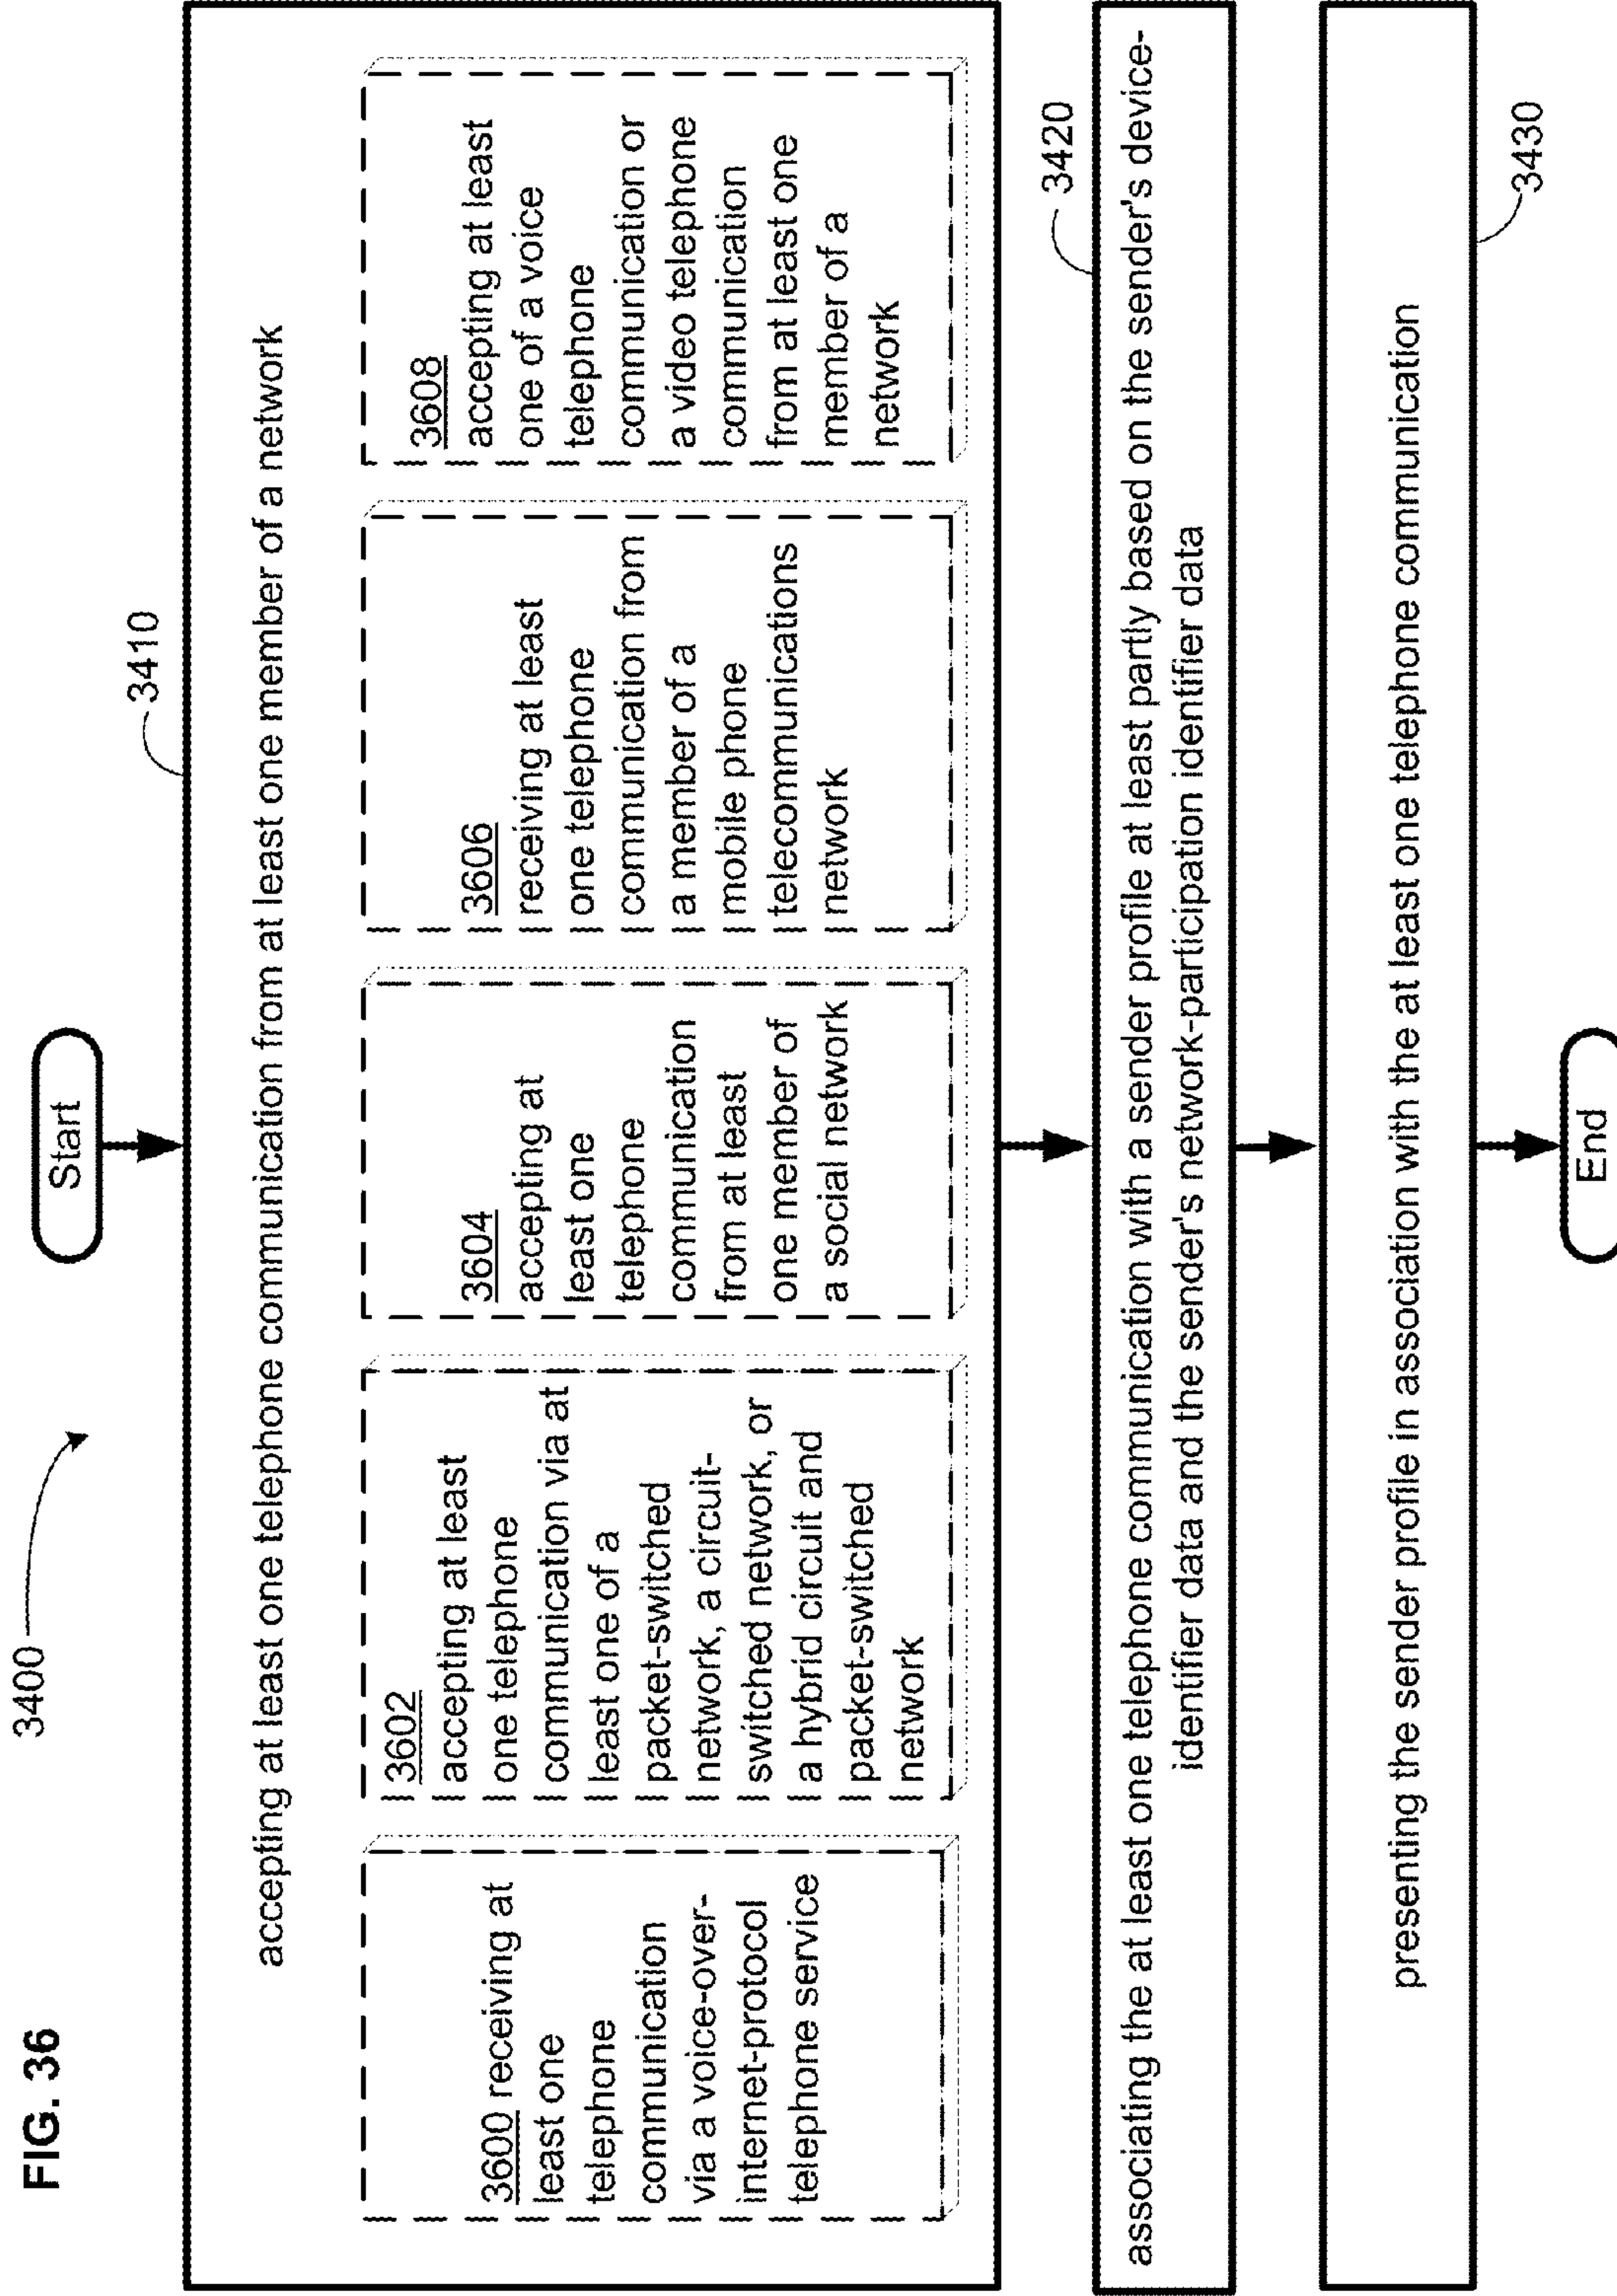 FIG. 36
3400
Start
3410
accepting at least one telephone communication from at least one member of a network
3600 receiving at
least one
telephone
communication
via a voice-over-
internet-protocol
telephone service
3602
accepting at least
one telephone
communication via at
least one of a
packet-switched
network, a circuit-
switched network, or
a hybrid circuit and
packet-switched
network
3604
accepting at
least one
telephone
communication
from at least
one member of
a social network
3606
receiving at least
one telephone
communication from
a member of a
mobile phone
telecommunications
network
3608
accepting at least
one of a voice
telephone
communication or
a video telephone
communication
from at least one
member of a
network
3420
associating the at least one telephone communication with a sender profile at least partly based on the sender's device-
identifier data and the sender's network-participation identifier data
presenting the sender profile in association with the at least one telephone communication
3430
End